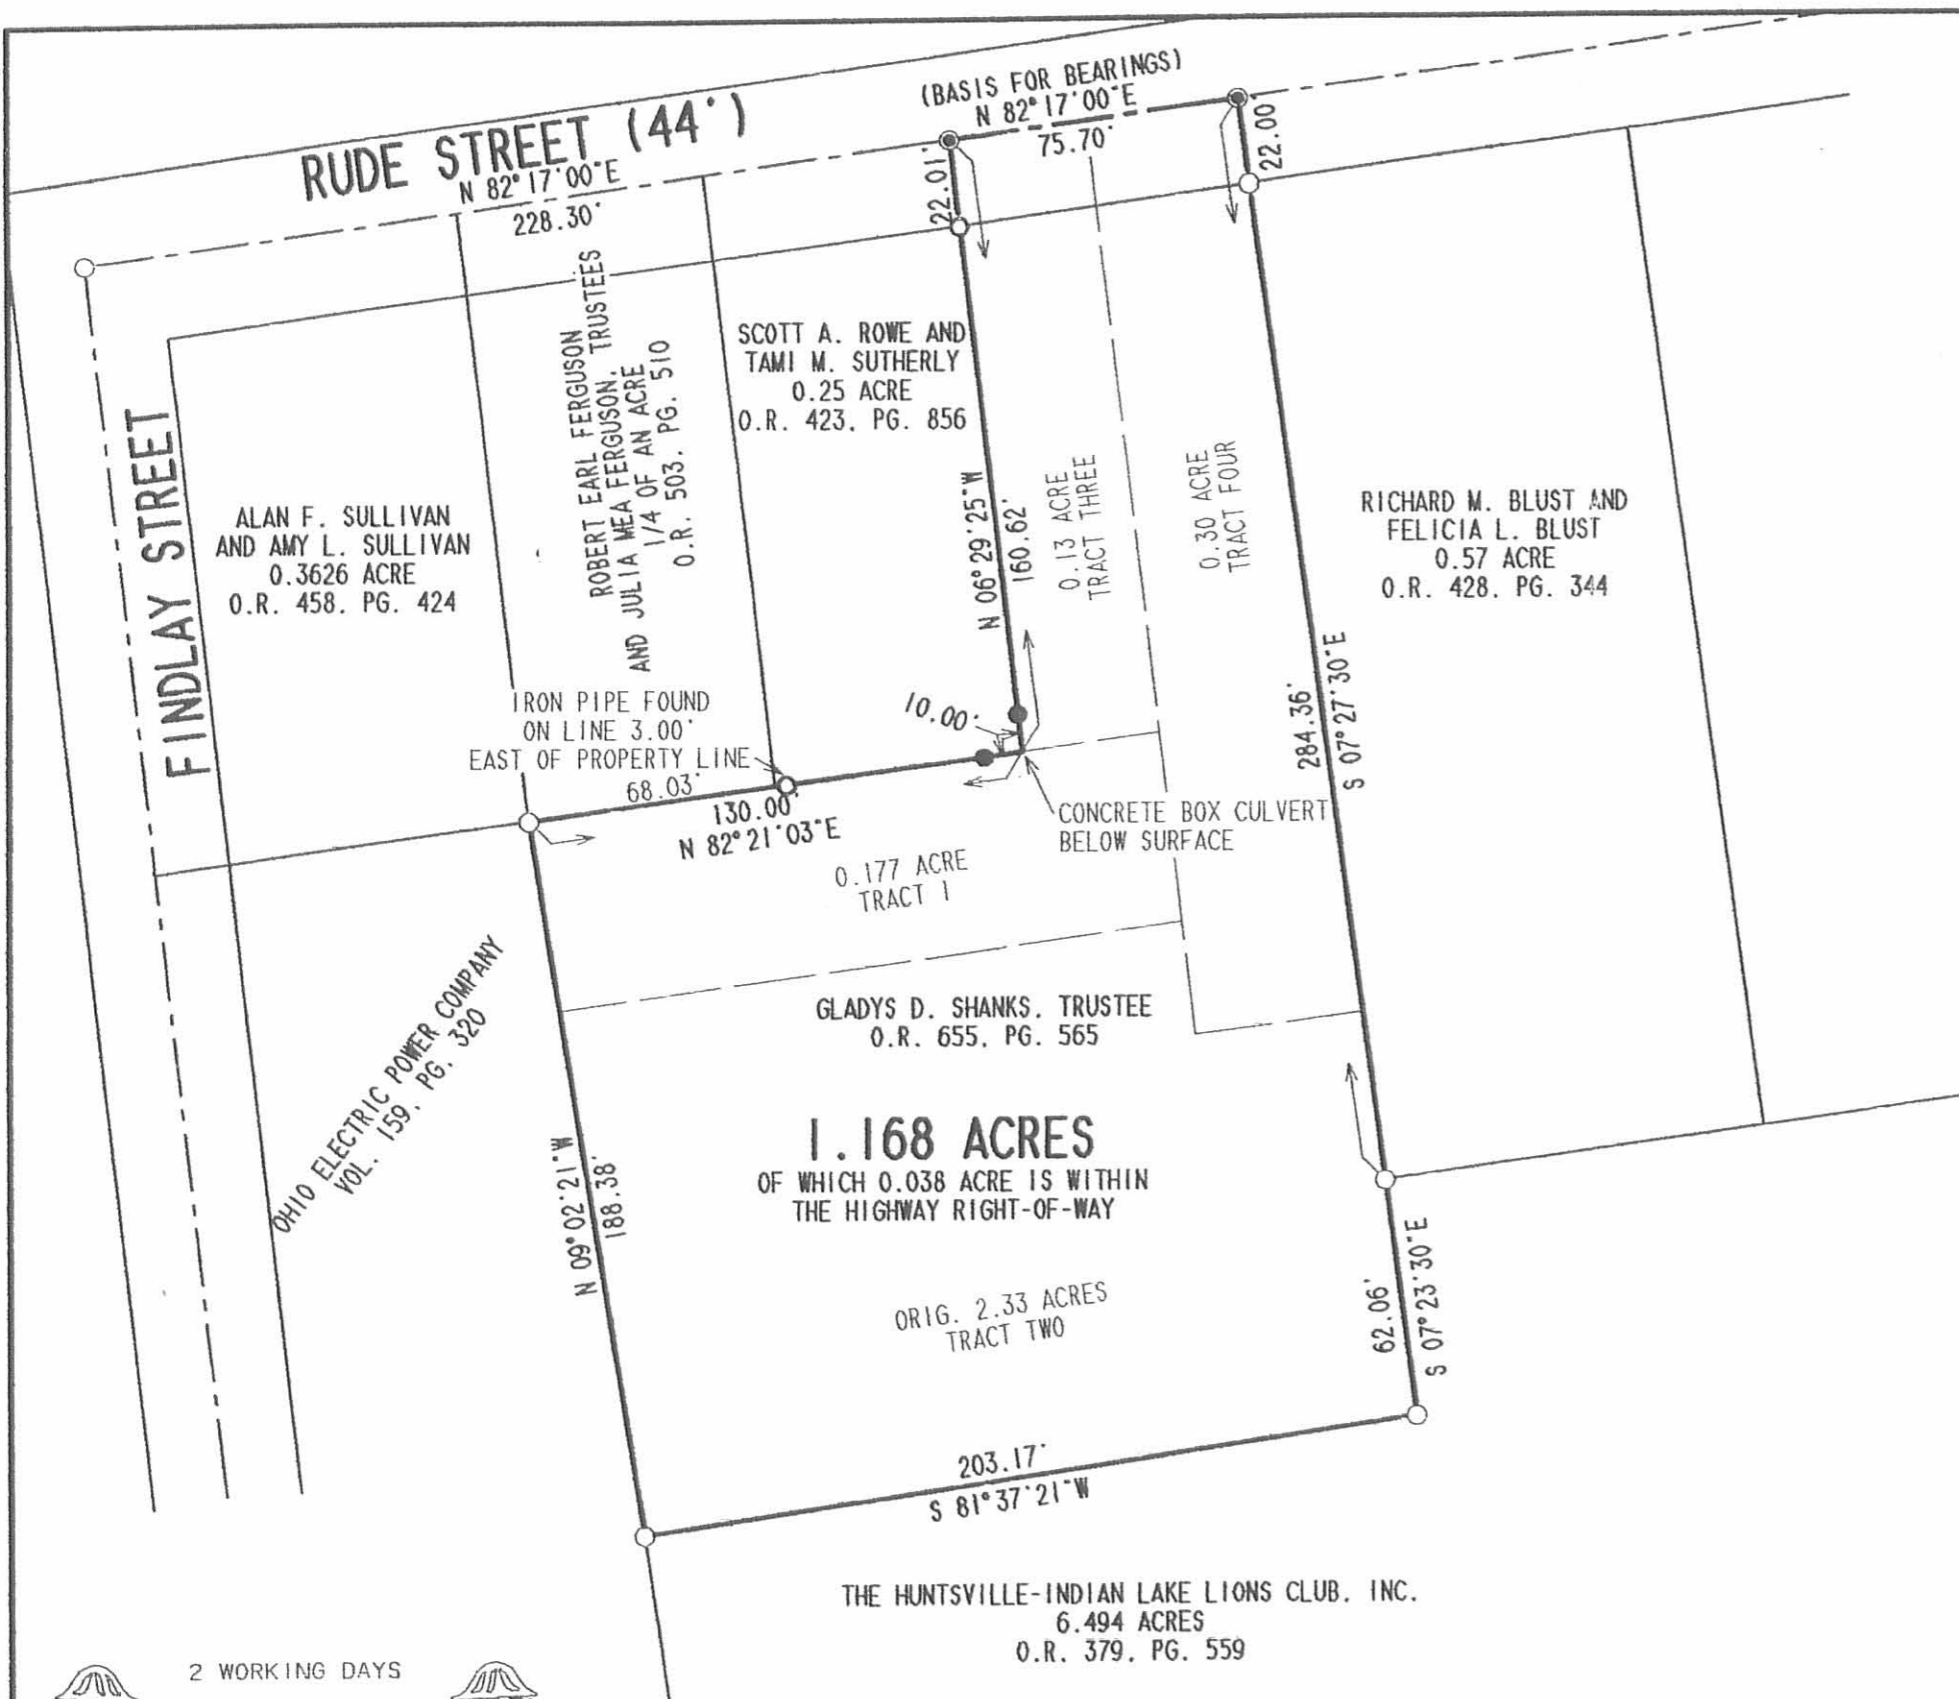 (BASIS FOR BEARINGS)
N 82°17'00"E
75.70'
RUDE STREET (44')
N 82°17'00"E
228.30'
22.01'
22.00'
FINDLAY STREET
ALAN F. SULLIVAN
AND AMY L. SULLIVAN
0.3626 ACRE
O.R. 458, PG. 424
ROBERT EARL FERGUSON
AND JULIA MEA FERGUSON, TRUSTEES
1/4 OF AN ACRE
O.R. 503, PG. 510
SCOTT A. ROWE AND
TAMI M. SUTHERLY
0.25 ACRE
O.R. 423, PG. 856
N 06°29'25"W
160.62'
0.13 ACRE
TRACT THREE
0.30 ACRE
TRACT FOUR
RICHARD M. BLUST AND
FELICIA L. BLUST
0.57 ACRE
O.R. 428, PG. 344
284.36'
S 07°27'30"E
IRON PIPE FOUND
ON LINE 3.00'
EAST OF PROPERTY LINE
10.00'
68.03'
130.00'
N 82°21'03"E
CONCRETE BOX CULVERT
BELOW SURFACE
0.177 ACRE
TRACT 1
OHIO ELECTRIC POWER COMPANY
VOL. 159, PG. 320
GLADYS D. SHANKS, TRUSTEE
O.R. 655, PG. 565
1.168 ACRES
OF WHICH 0.038 ACRE IS WITHIN
THE HIGHWAY RIGHT-OF-WAY
N 09°02'21"W
188.38'
ORIG. 2.33 ACRES
TRACT TWO
62.06'
S 07°23'30"E
203.17'
S 81°37'21"W
THE HUNTSVILLE-INDIAN LAKE LIONS CLUB, INC.
6.494 ACRES
O.R. 379, PG. 559
2 WORKING DAYS